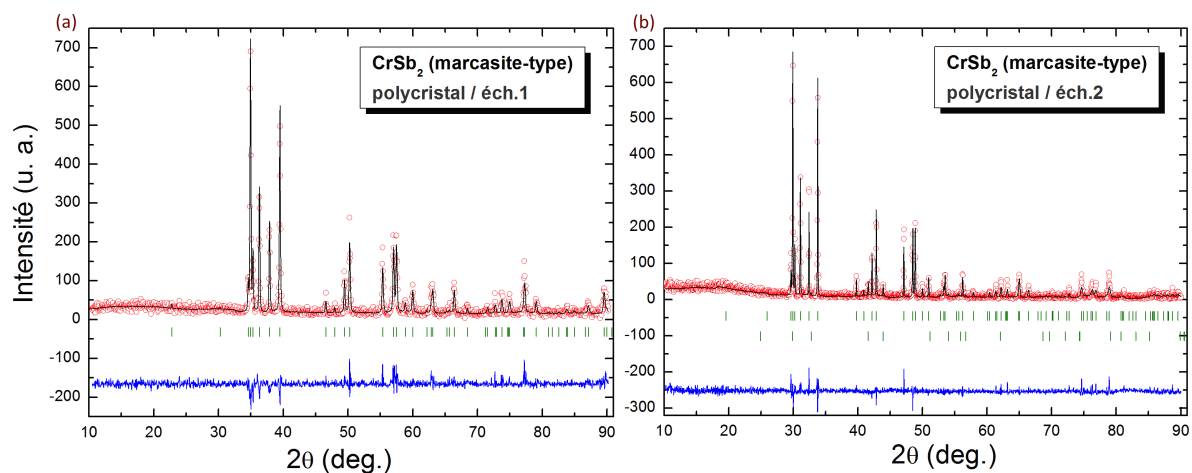 (a)
CrSb2 (marcasite-type)
polycristal / éch.1
Intensité (u. a.)
700
600
500
400
300
200
100
0
-100
-200
10 20 30 40 50 60 70 80 90
2θ (deg.)
(b)
CrSb2 (marcasite-type)
polycristal / éch.2
700
600
500
400
300
200
100
0
-100
-200
-300
10 20 30 40 50 60 70 80 90
2θ (deg.)